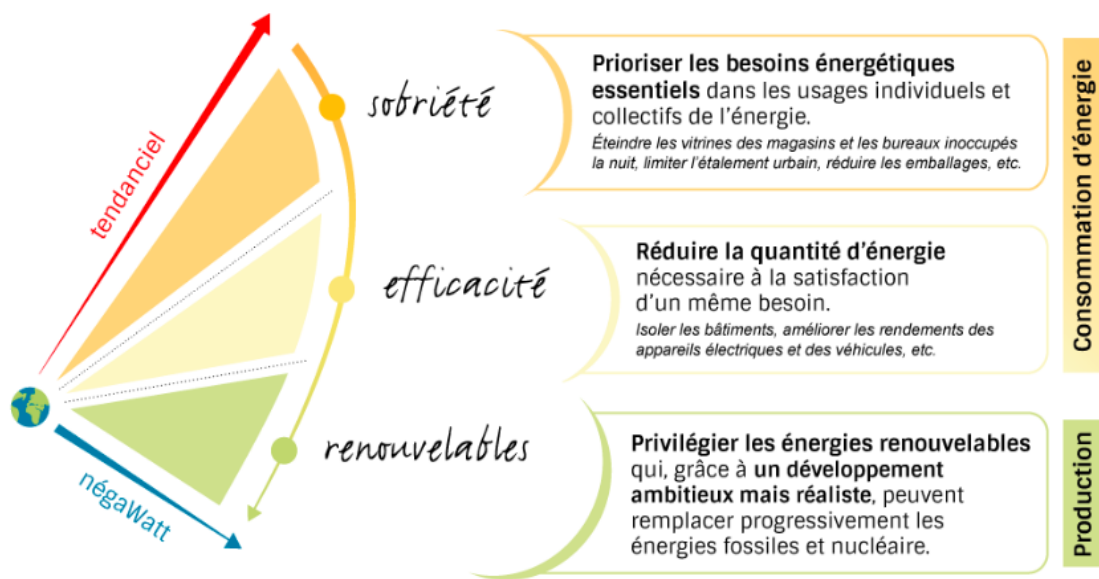 tendanciel
négaWatt
sobriété
Prioriser les besoins énergétiques
essentiels dans les usages individuels et
collectifs de l'énergie.
Éteindre les vitrines des magasins et les bureaux inoccupés
la nuit, limiter l'étalement urbain, réduire les emballages, etc.
efficacité
Réduire la quantité d'énergie
nécessaire à la satisfaction
d'un même besoin.
Isoler les bâtiments, améliorer les rendements des
appareils électriques et des véhicules, etc.
Consommation d'énergie
renouvelables
Privilégier les énergies renouvelables
qui, grâce à un développement
ambitieux mais réaliste, peuvent
remplacer progressivement les
énergies fossiles et nucléaire.
Production